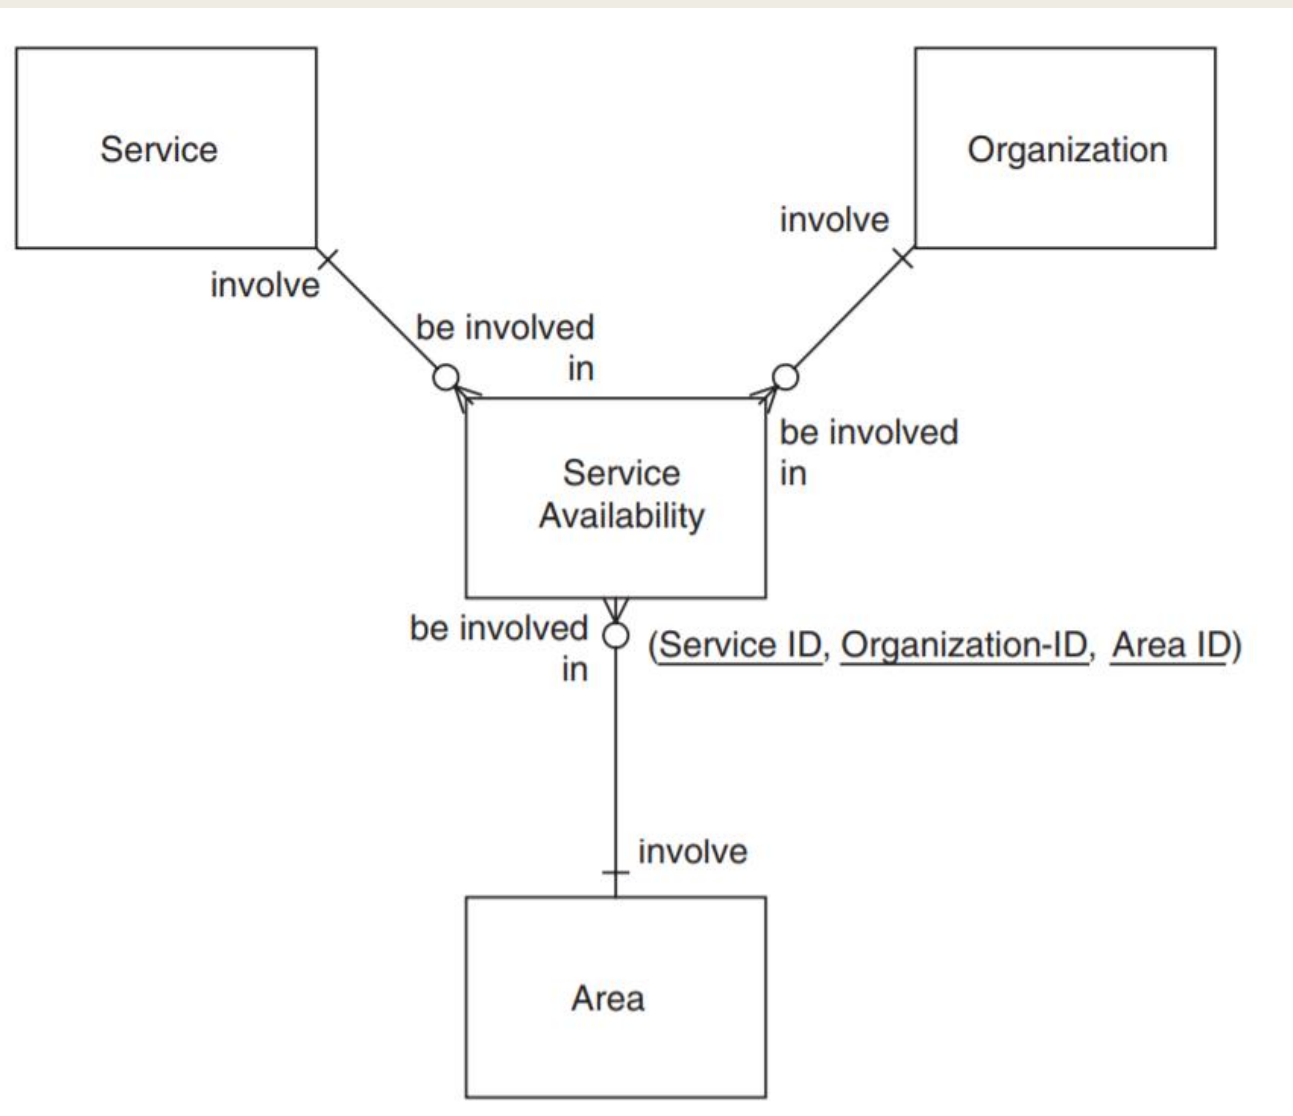 Service
Organization
involve
involve
be involved
in
be involved
in
Service
Availability
be involved
in
(Service ID, Organization-ID, Area ID)
involve
Area